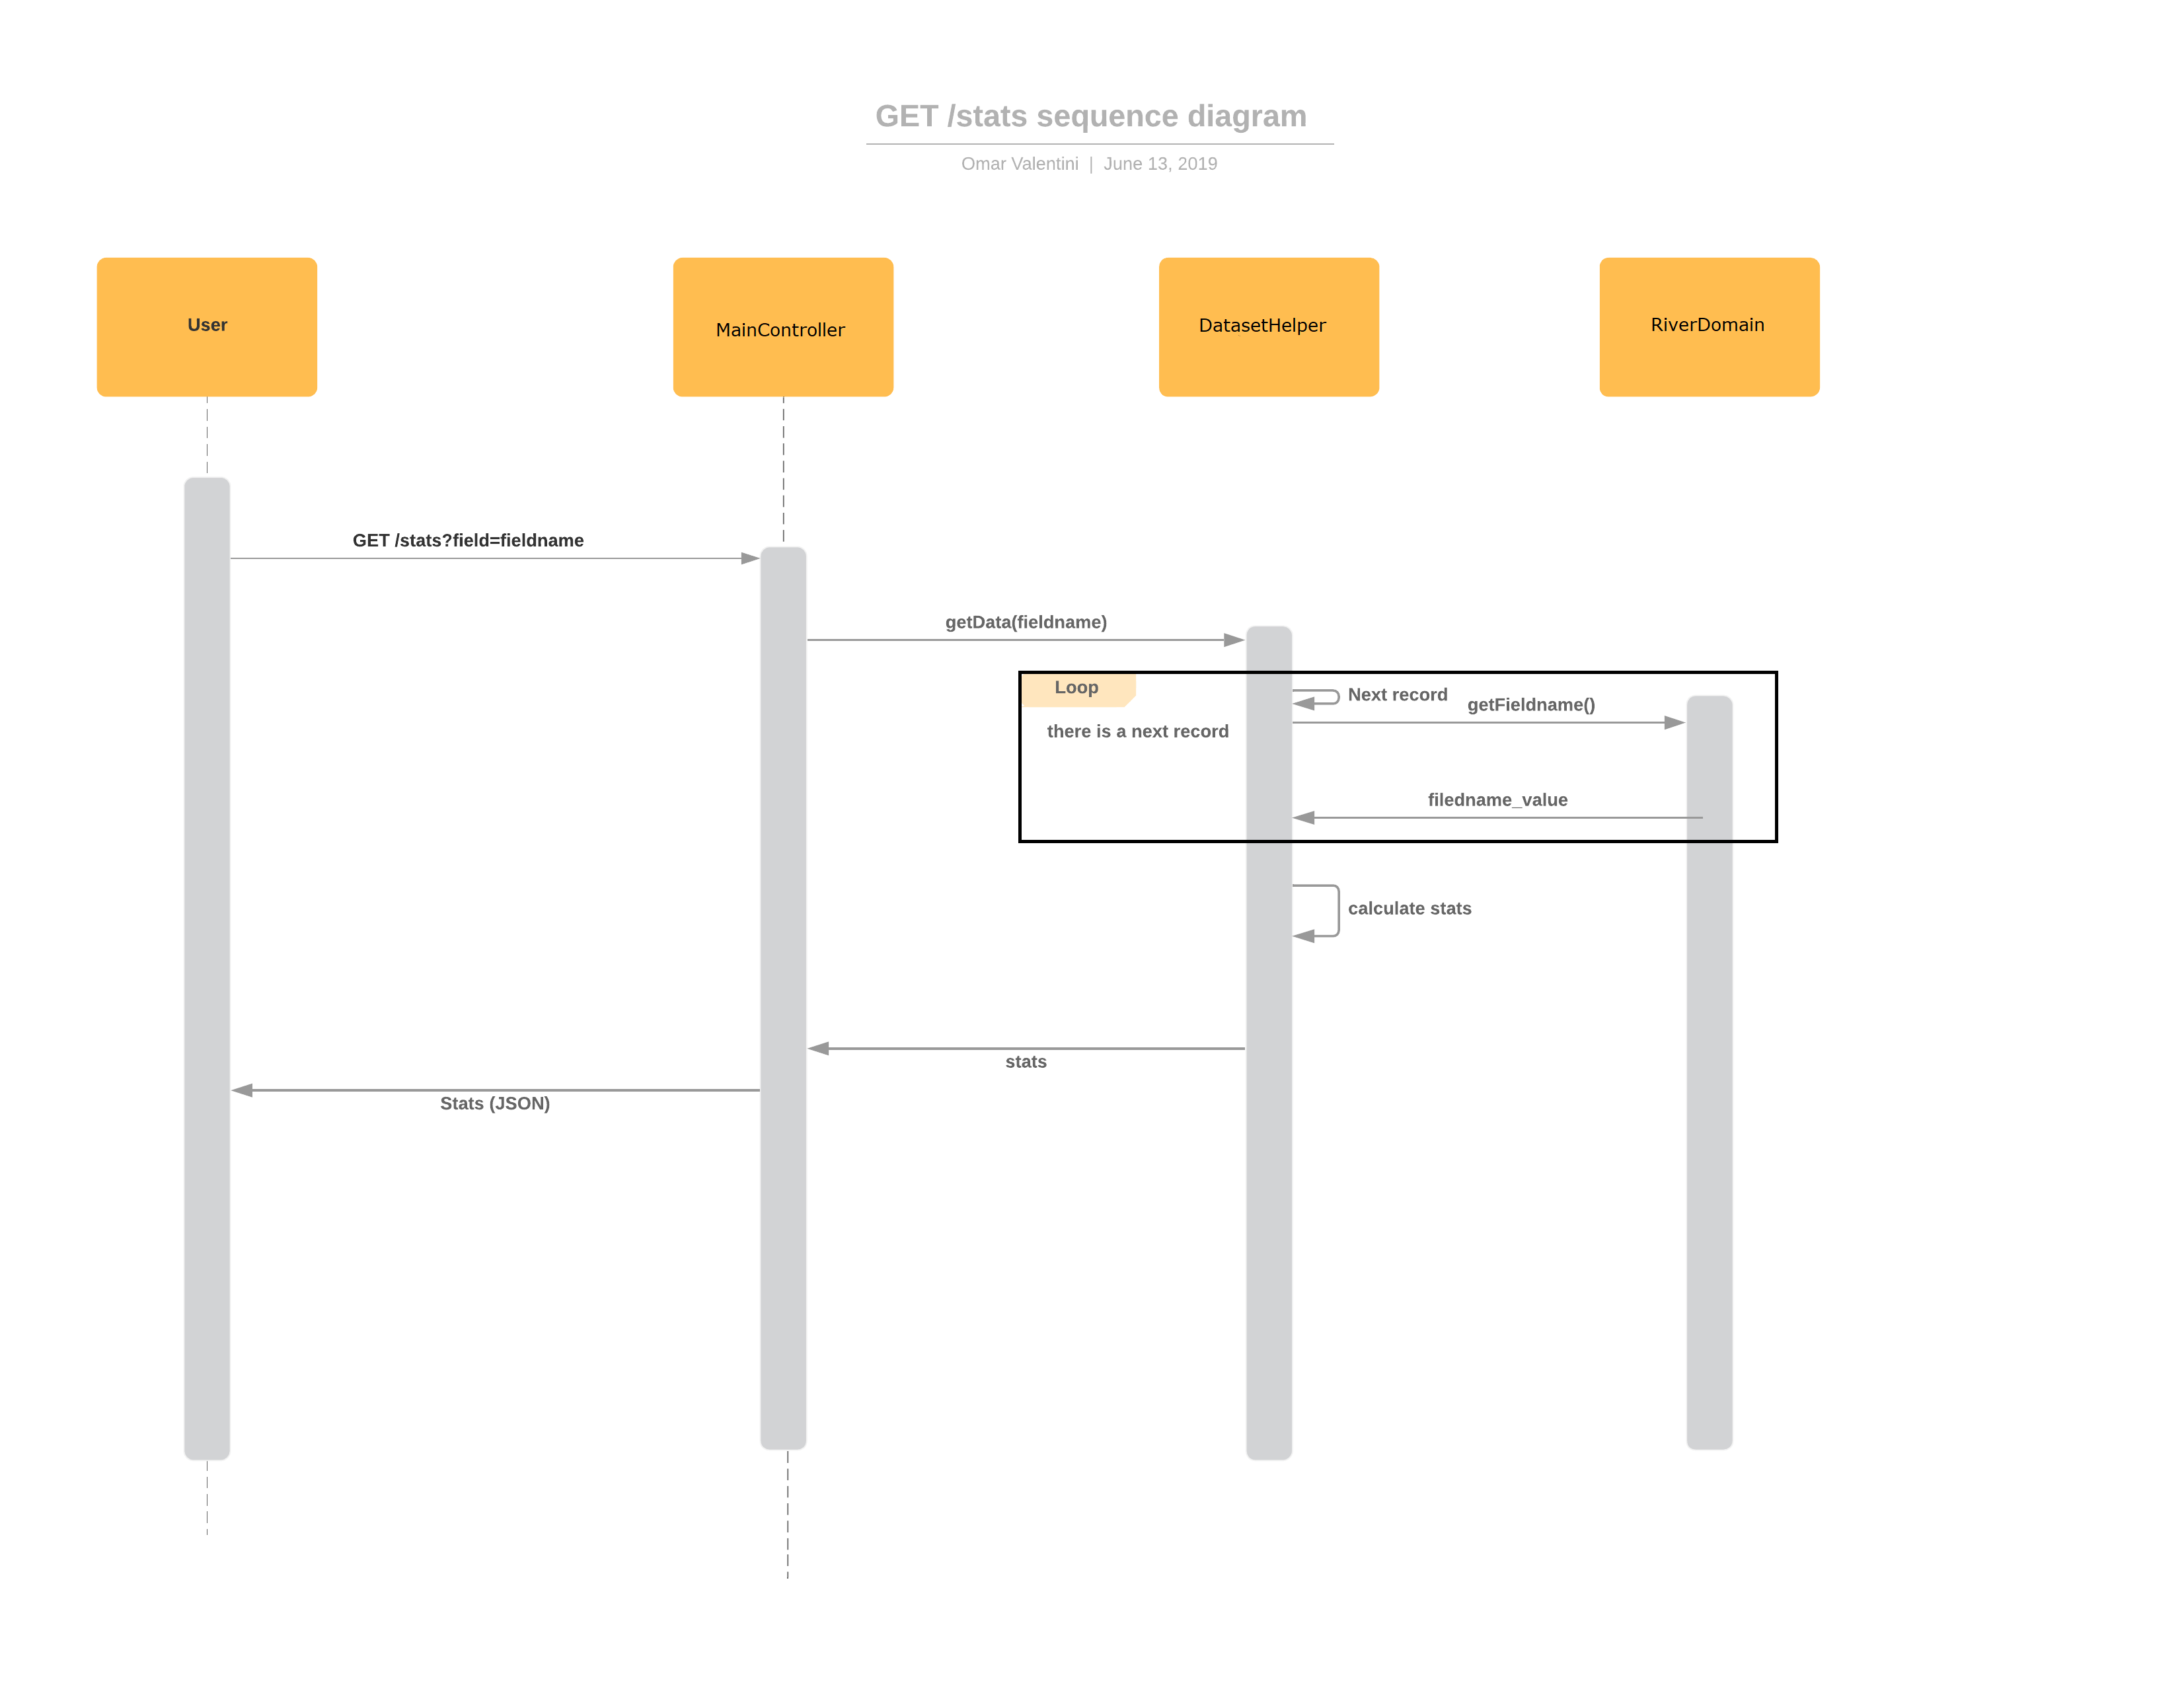 GET /stats sequence diagram
Omar Valentini | June 13, 2019
User
MainController
DatasetHelper
RiverDomain
GET /stats?field=fieldname
getData(fieldname)
Loop
Next record
getFieldname()
there is a next record
filedname_value
calculate stats
stats
Stats (JSON)